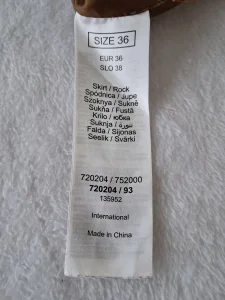 SIZE 36
EUR 36
SLO 38
Skirt / Rock
Spódnica / Jupe
Szoknya / Sukně
Sukňa / Fustă
Krilo / юбка
Suknja / سورة
Falda / Sijonas
Seelik / Svārki
720204 / 752000
720204 / 93
135952
International
Made in China